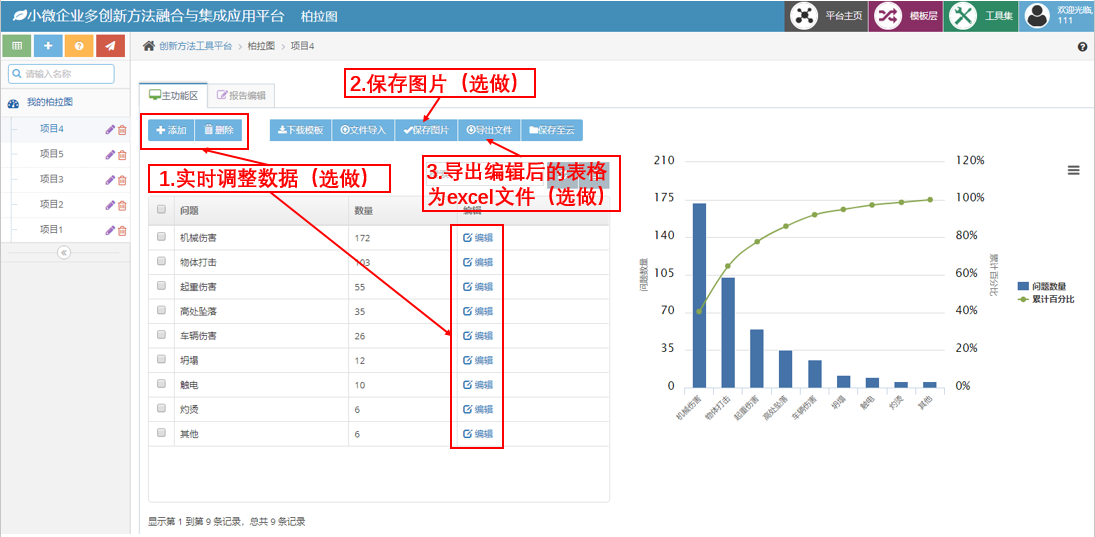 小微企业多创新方法融合与集成应用平台 柏拉图
平台主页
模板层
工具集
欢迎光临,
111
请输入名称
我的柏拉图
项目4
项目5
项目3
项目2
项目1
创新方法工具平台 > 柏拉图 > 项目4
主功能区
报告编辑
2.保存图片（选做）
添加
删除
下载模板
文件导入
保存图片
导出文件
保存至云
1.实时调整数据（选做）
3.导出编辑后的表格
为excel文件（选做）
问题 数量 编辑
机械伤害 172 编辑
物体打击 103 编辑
起重伤害 55 编辑
高处坠落 35 编辑
车辆伤害 26 编辑
坍塌 12 编辑
触电 10 编辑
灼烫 6 编辑
其他 6 编辑
显示第 1 到第 9 条记录，总共 9 条记录
210
175
140
105
70
35
0
问题数量
120%
100%
80%
60%
40%
20%
0%
累计百分比
机械伤害
物体打击
起重伤害
高处坠落
车辆伤害
坍塌
触电
灼烫
其他
问题数量
累计百分比